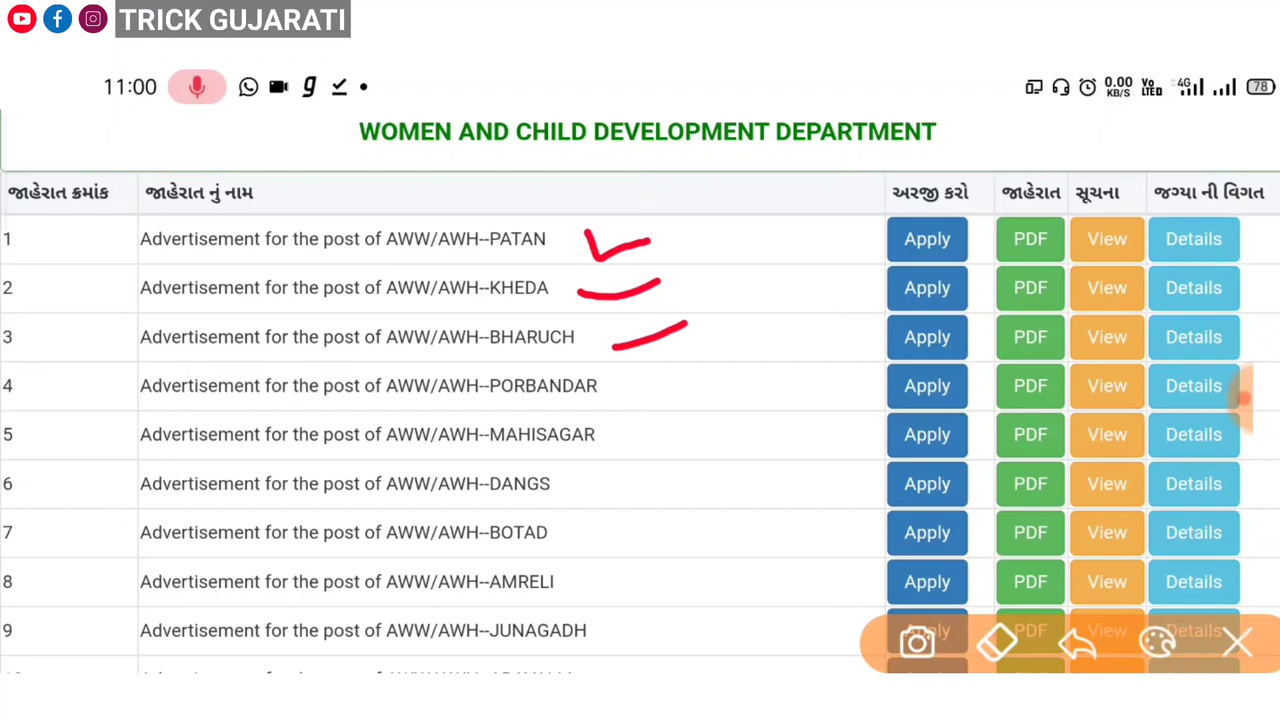 TRICK GUJARATI
11:00 g 0.00 KB/S Vo LTED 4G 78
WOMEN AND CHILD DEVELOPMENT DEPARTMENT
જાહેરાત ક્રમાંક જાહેરાત નું નામ અરજી કરો જાહેરાત સૂચના જગ્યા ની વિગત
1 Advertisement for the post of AWW/AWH--PATAN Apply PDF View Details
2 Advertisement for the post of AWW/AWH--KHEDA Apply PDF View Details
3 Advertisement for the post of AWW/AWH--BHARUCH Apply PDF View Details
4 Advertisement for the post of AWW/AWH--PORBANDAR Apply PDF View Details
5 Advertisement for the post of AWW/AWH--MAHISAGAR Apply PDF View Details
6 Advertisement for the post of AWW/AWH--DANGS Apply PDF View Details
7 Advertisement for the post of AWW/AWH--BOTAD Apply PDF View Details
8 Advertisement for the post of AWW/AWH--AMRELI Apply PDF View Details
9 Advertisement for the post of AWW/AWH--JUNAGADH Apply PDF View Details